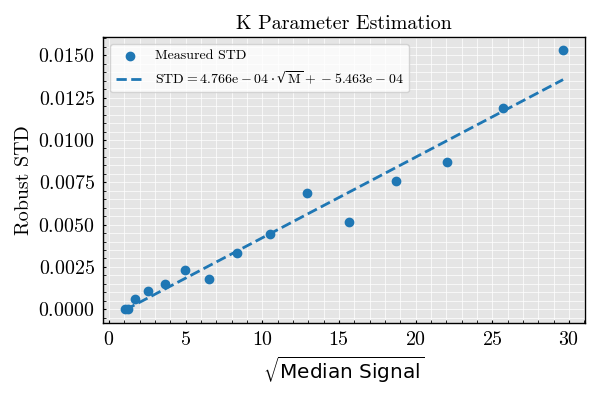 K Parameter Estimation
Measured STD
STD = 4.766e − 04 · √M + −5.463e − 04
Robust STD
0.0150
0.0125
0.0100
0.0075
0.0050
0.0025
0.0000
0 5 10 15 20 25 30
√Median Signal